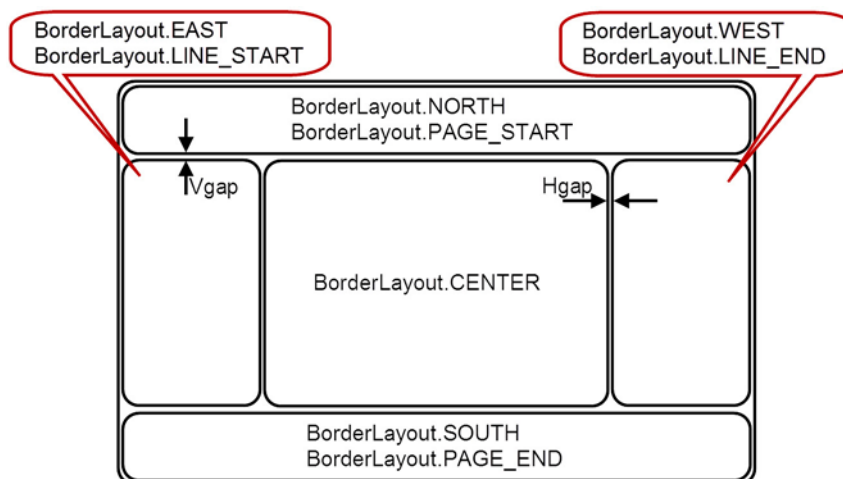 BorderLayout.EAST
BorderLayout.LINE_START
BorderLayout.WEST
BorderLayout.LINE_END
BorderLayout.NORTH
BorderLayout.PAGE_START
Vgap
Hgap
BorderLayout.CENTER
BorderLayout.SOUTH
BorderLayout.PAGE_END